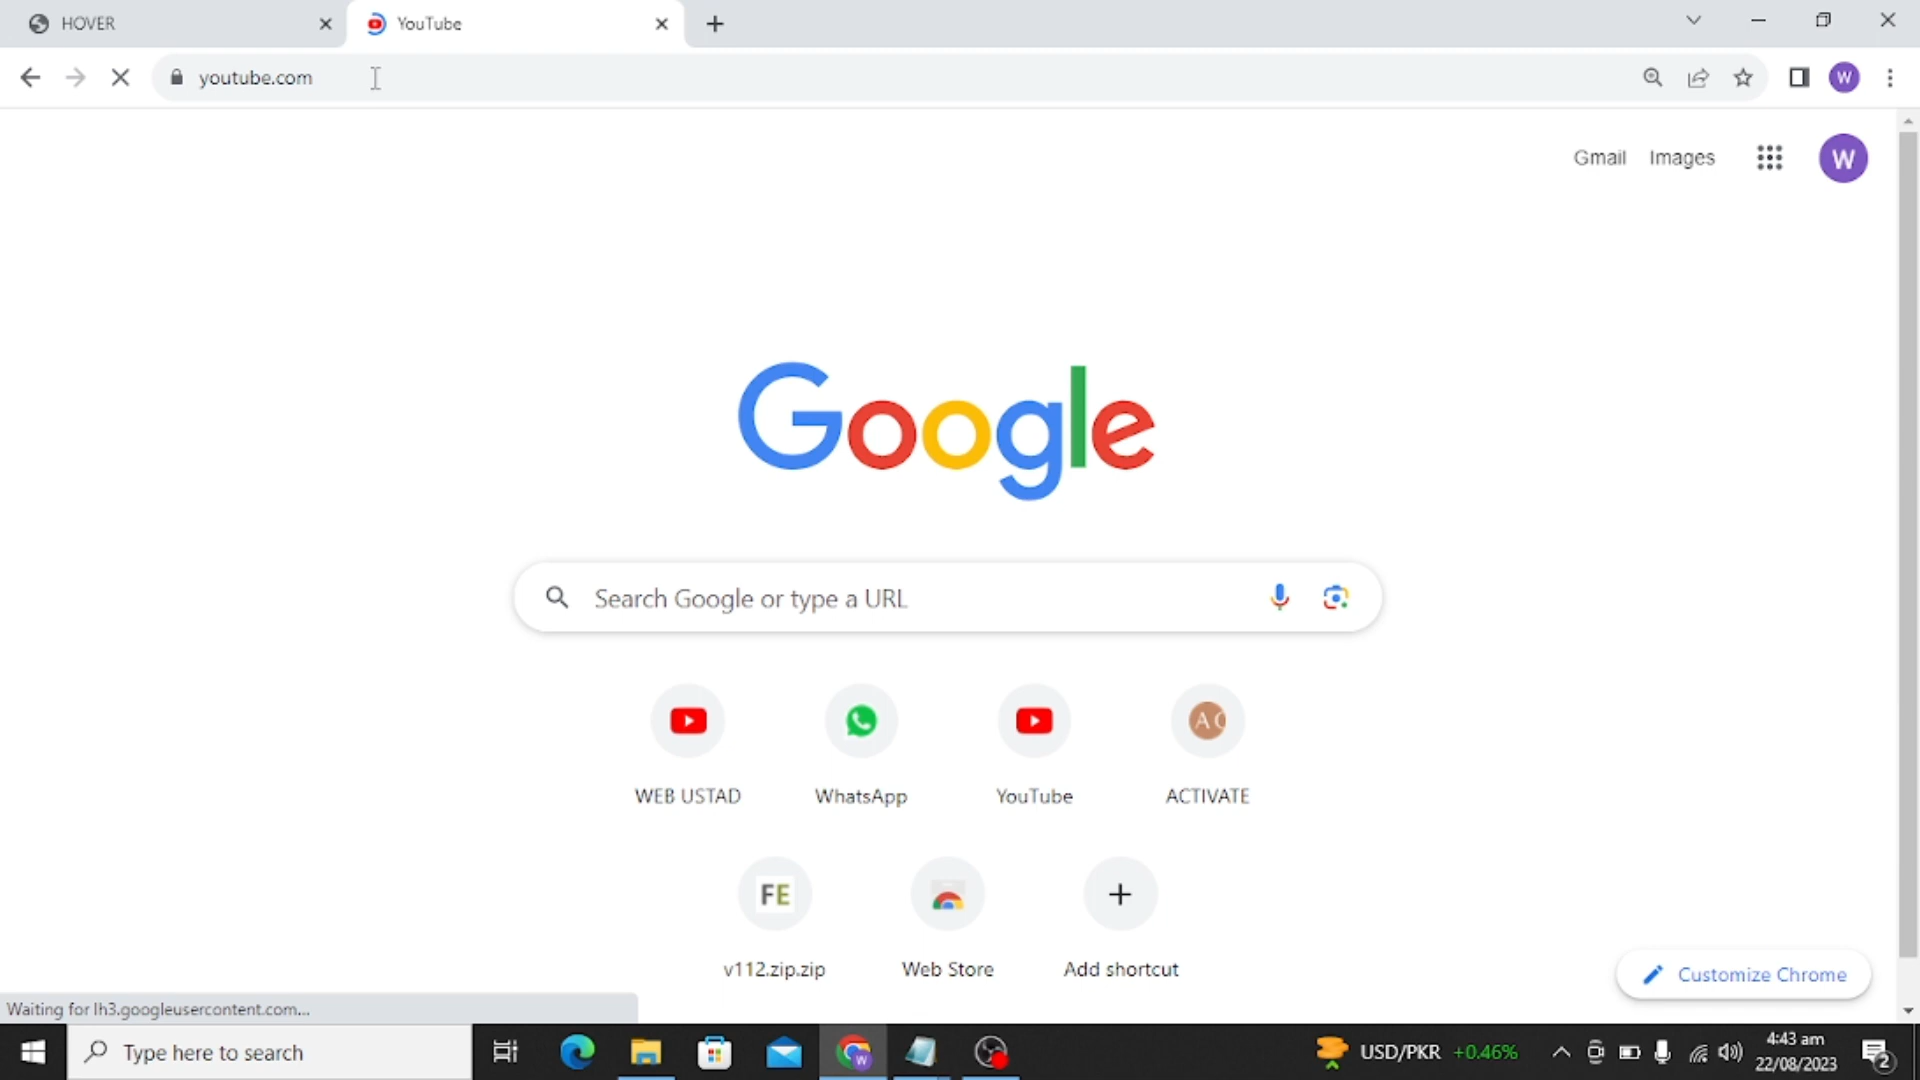 HOVER
YouTube
youtube.com
W
Gmail
Images
W
Google
Search Google or type a URL
WEB USTAD
WhatsApp
YouTube
AC
ACTIVATE
FE
v112.zip.zip
Web Store
Add shortcut
Customize Chrome
Waiting for lh3.googleusercontent.com...
Type here to search
W
USD/PKR +0.46%
4:43 am
22/08/2023
2